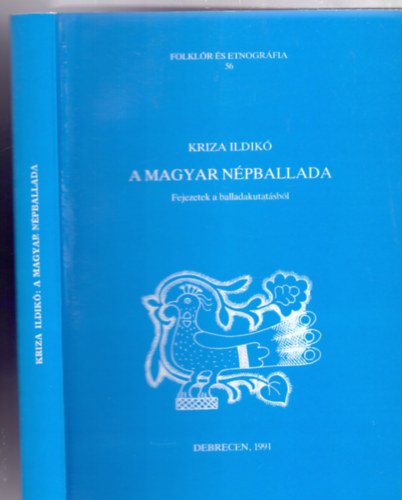 KRIZA ILDIKÓ: A MAGYAR NÉPBALLADA
FOLKLÓR ÉS ETNOGRÁFIA
56
KRIZA ILDIKÓ
A MAGYAR NÉPBALLADA
Fejezetek a balladakutatásból
DEBRECEN, 1991